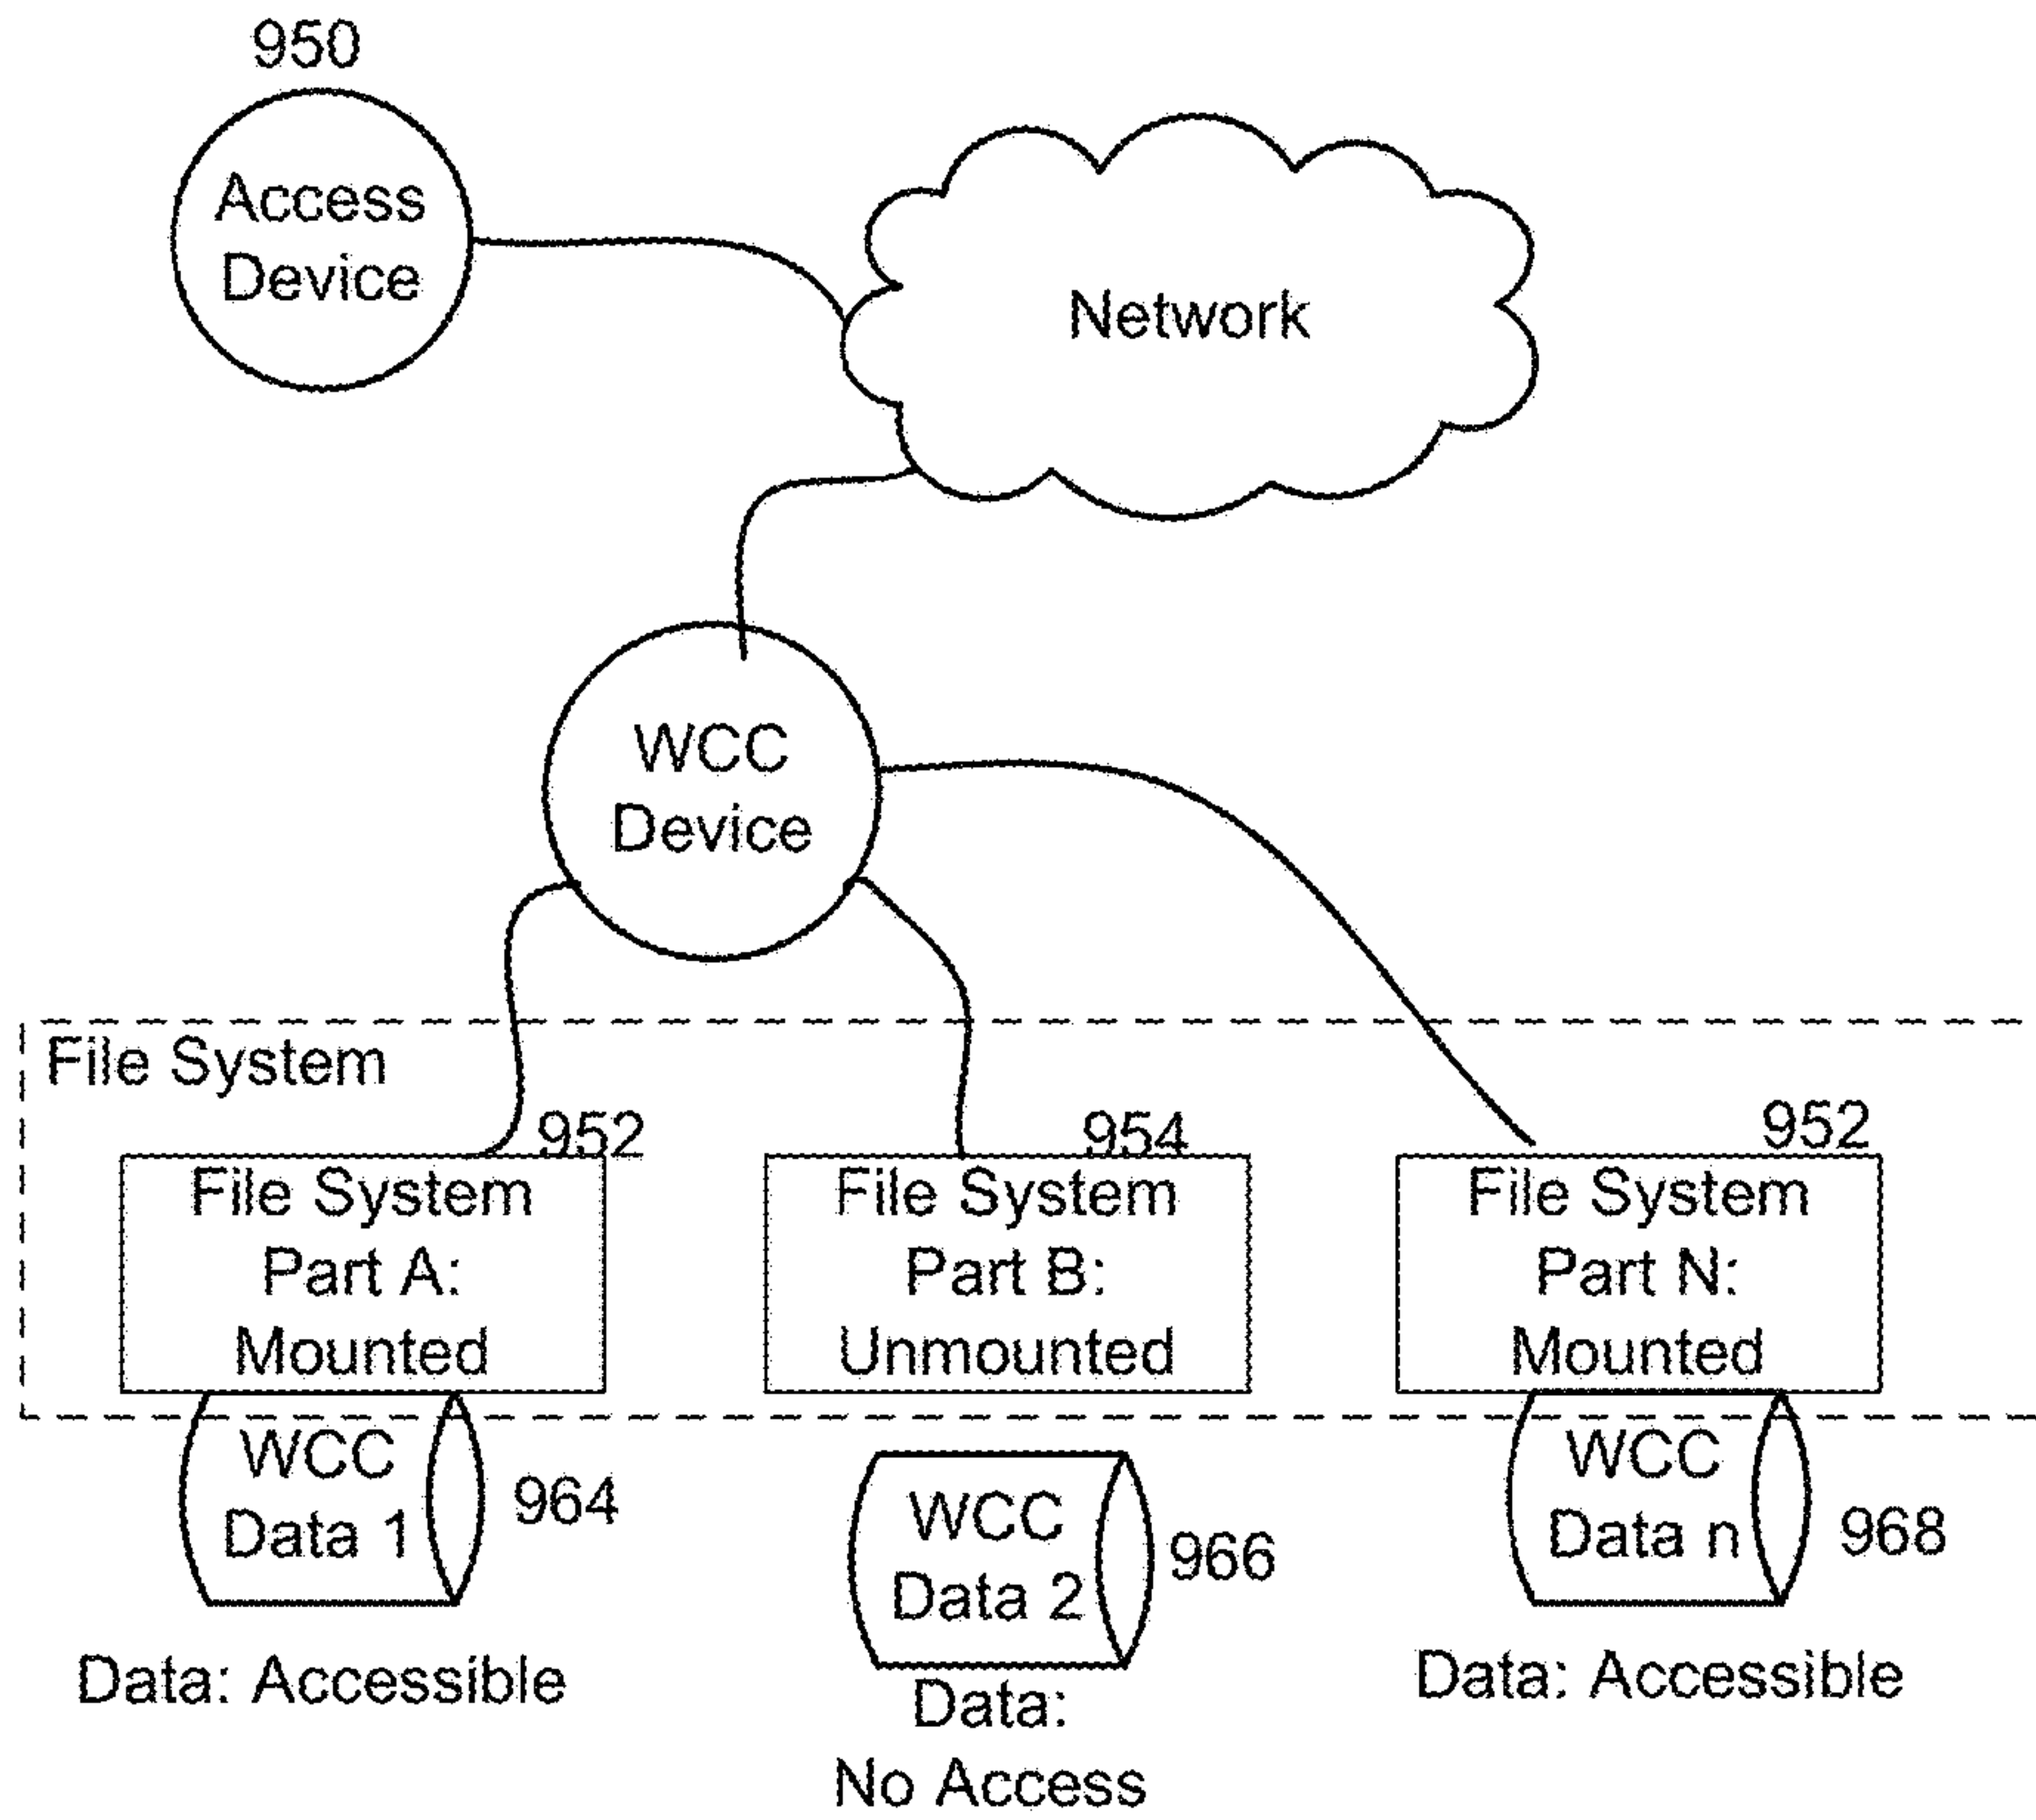 950
Access
Device
Network
WCC
Device
File System
952
File System
Part A:
Mounted
954
File System
Part B:
Unmounted
952
File System
Part N:
Mounted
WCC
Data 1
964
WCC
Data 2
966
WCC
Data n
968
Data: Accessible
Data:
No Access
Data: Accessible